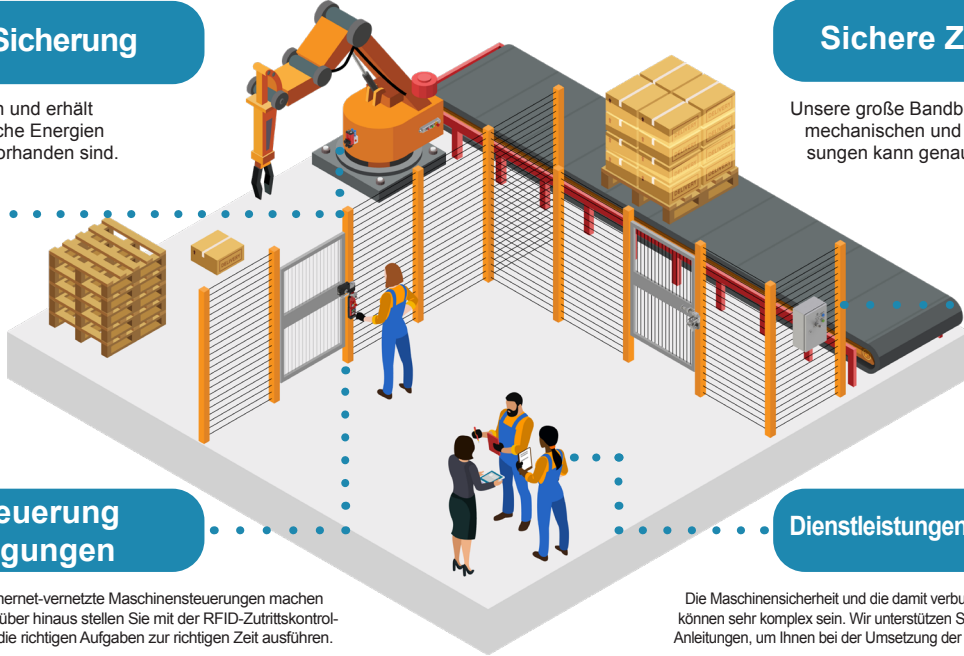 Sicherung
und erhält
che Energien
orhanden sind.
Sichere Z
Unsere große Bandb
mechanischen und
sungen kann genau
euerung
gungen
hernet-vernetzte Maschinensteuerungen machen
über hinaus stellen Sie mit der RFID-Zutrittskontrol-
die richtigen Aufgaben zur richtigen Zeit ausführen.
Dienstleistungen
Die Maschinensicherheit und die damit verbu
können sehr komplex sein. Wir unterstützen S
Anleitungen, um Ihnen bei der Umsetzung der